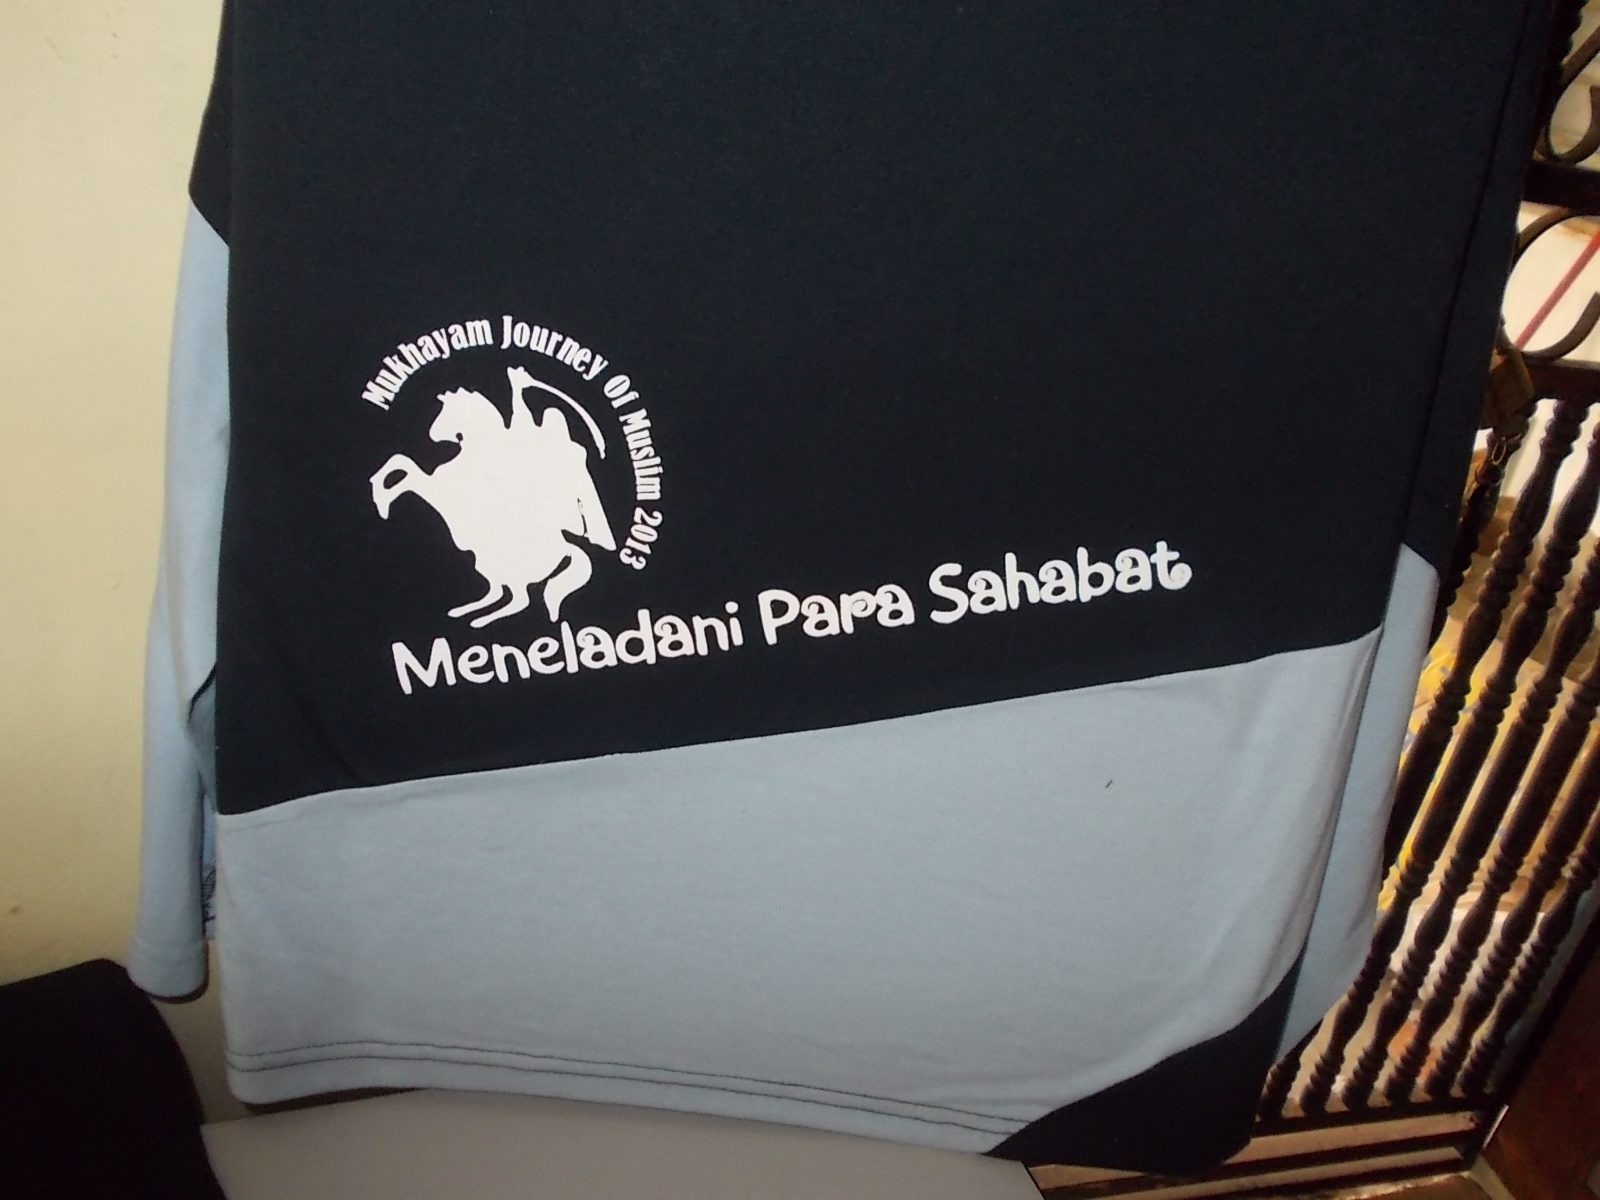 Mukhayam Journey Of Muslim 2013
Meneladani Para Sahabat